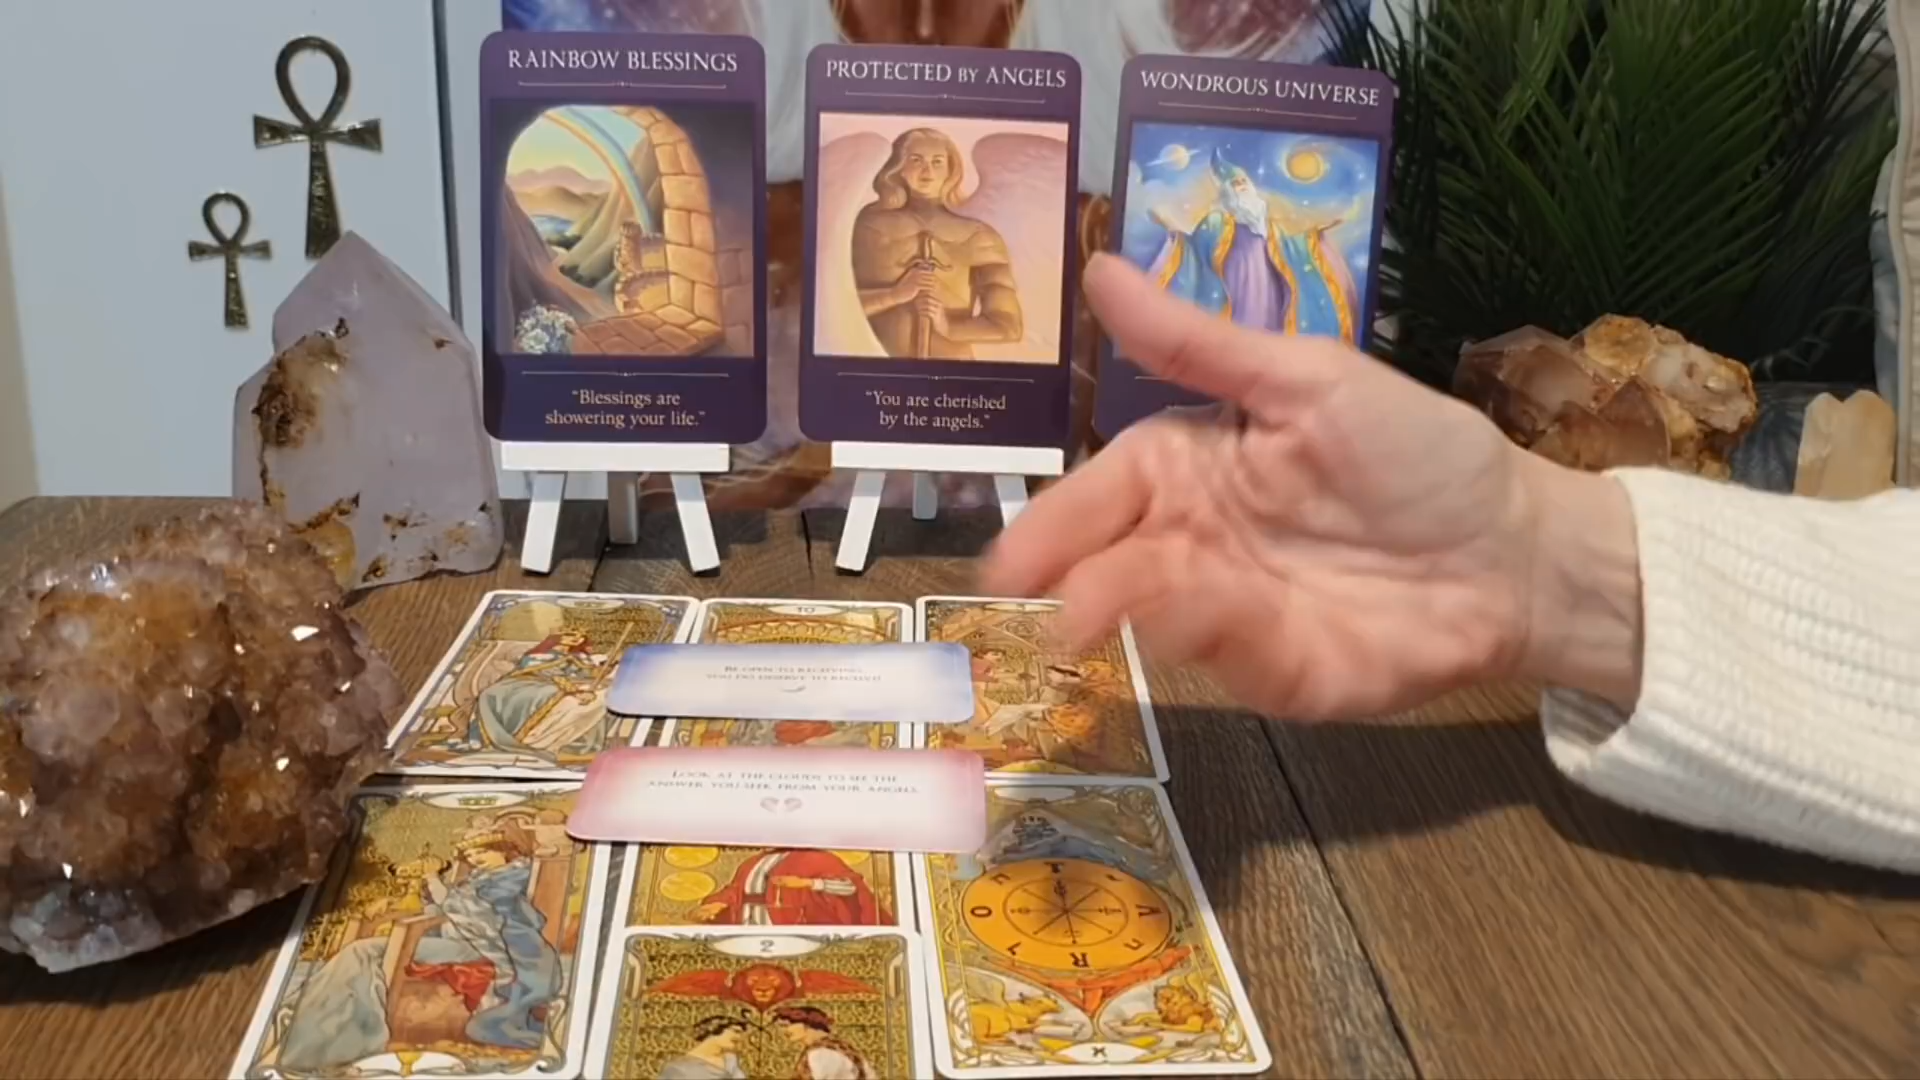 RAINBOW BLESSINGS
PROTECTED BY ANGELS
WONDROUS UNIVERSE
"Blessings are
showering your life."
"You are cherished
by the angels."
10
BE OPEN TO RECEIVING
YOU DO DESERVE TO RECEIVE
LOOK AT THE CLOUDS TO SEE THE
ANSWER YOU SEEK FROM YOUR ANGELS
2
T
A
R
O
X